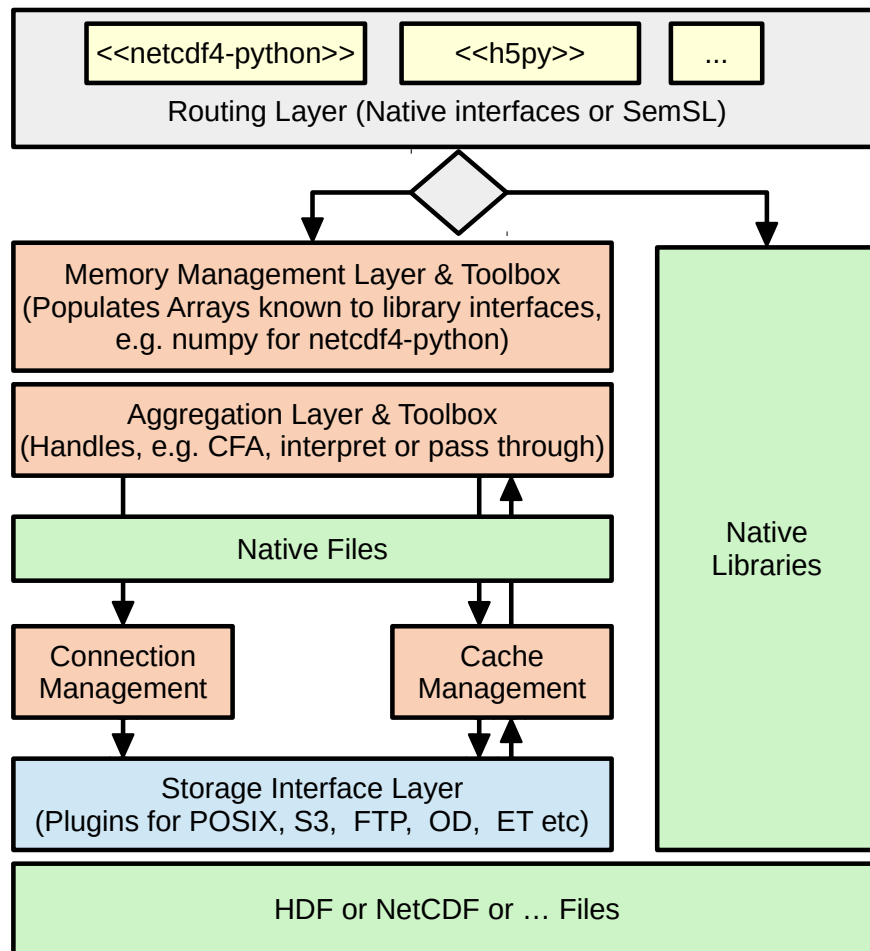 <<netcdf4-python>>
<<h5py>>
...
Routing Layer (Native interfaces or SemSL)
Memory Management Layer & Toolbox
(Populates Arrays known to library interfaces,
e.g. numpy for netcdf4-python)
Aggregation Layer & Toolbox
(Handles, e.g. CFA, interpret or pass through)
Native Files
Native
Libraries
Connection
Management
Cache
Management
Storage Interface Layer
(Plugins for POSIX, S3,  FTP,  OD,  ET etc)
HDF or NetCDF or … Files